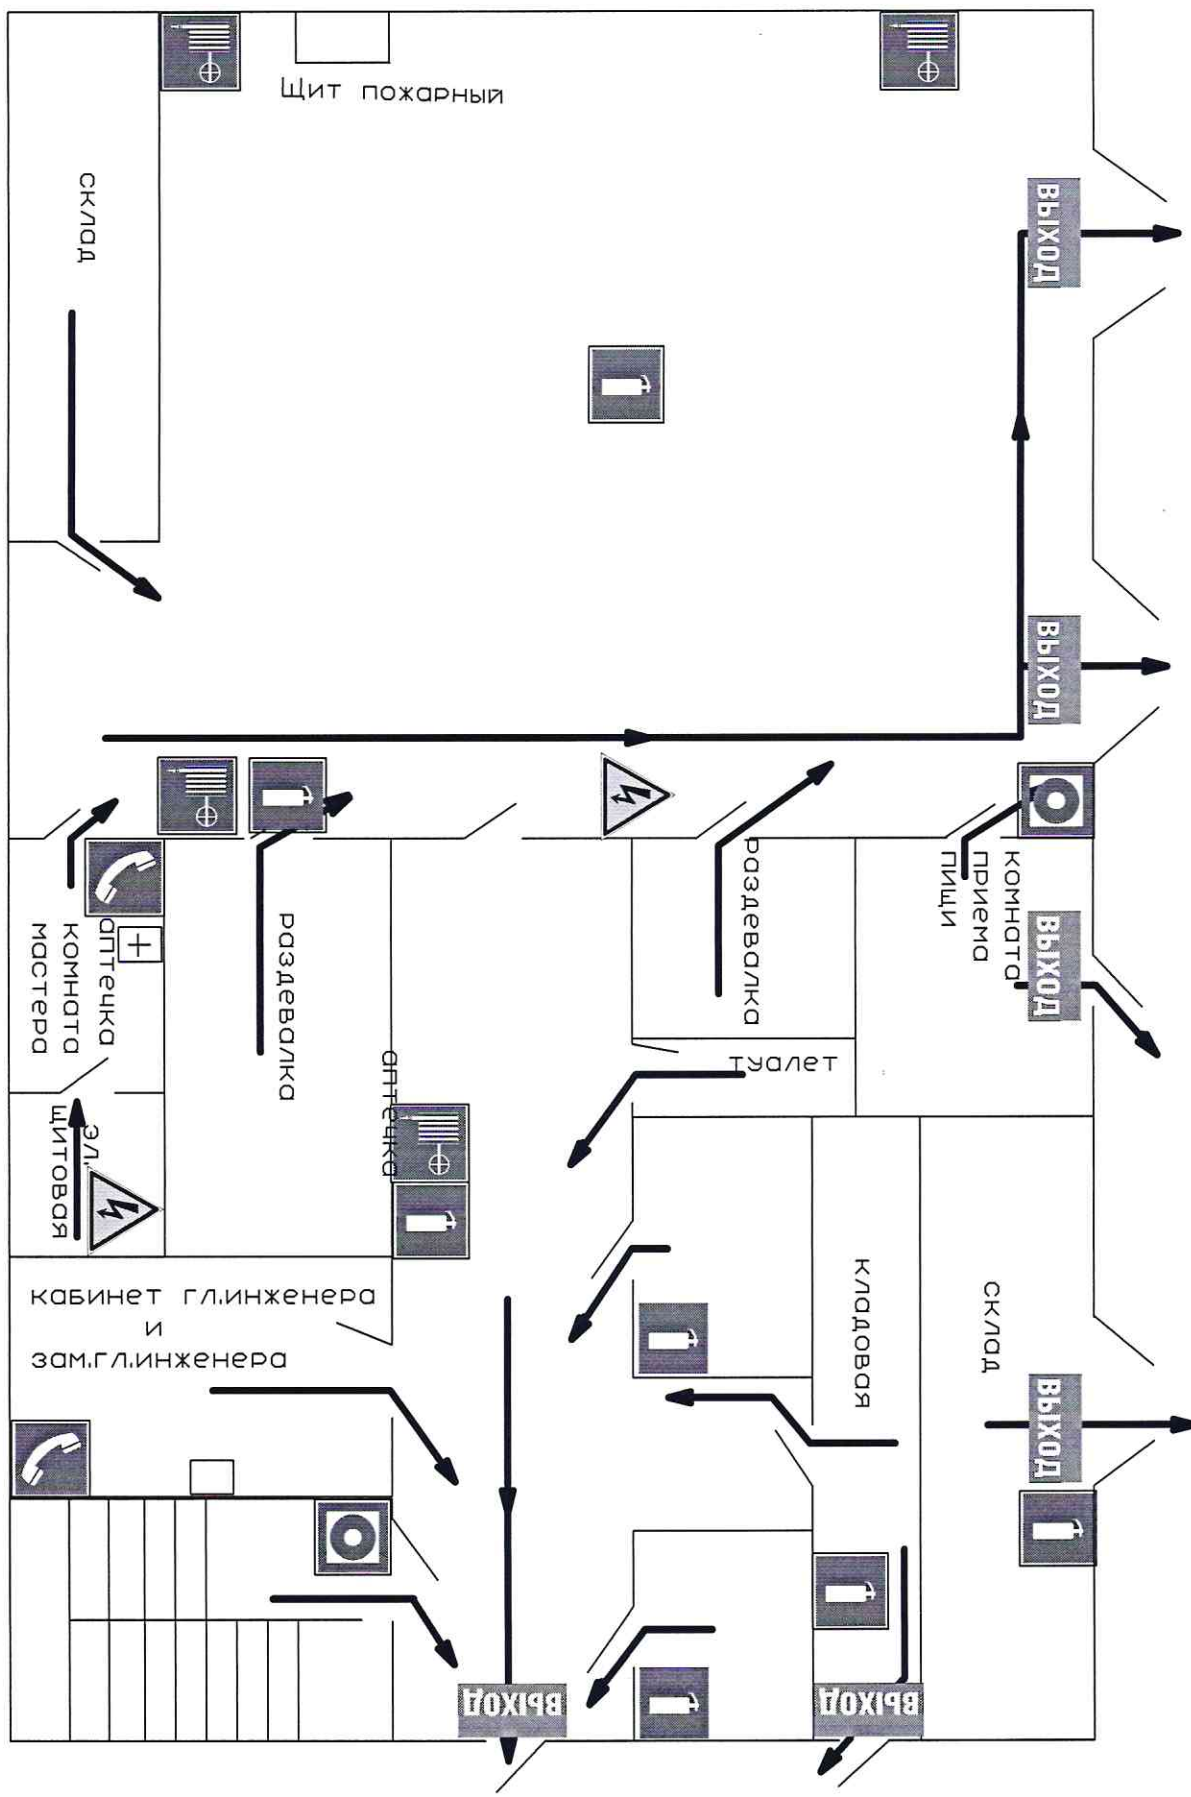 Щит пожарный
склад
ВЫХОД
ВЫХОД
аптечка
комната
мастера
раздевалка
раздевалка
комната
приема
пищи
ВЫХОД
туалет
аптечка
эл.
щитовая
кабинет гл.инженера
и
зам.гл.инженера
кладовая
склад
ВЫХОД
ВЫХОД
ВЫХОД